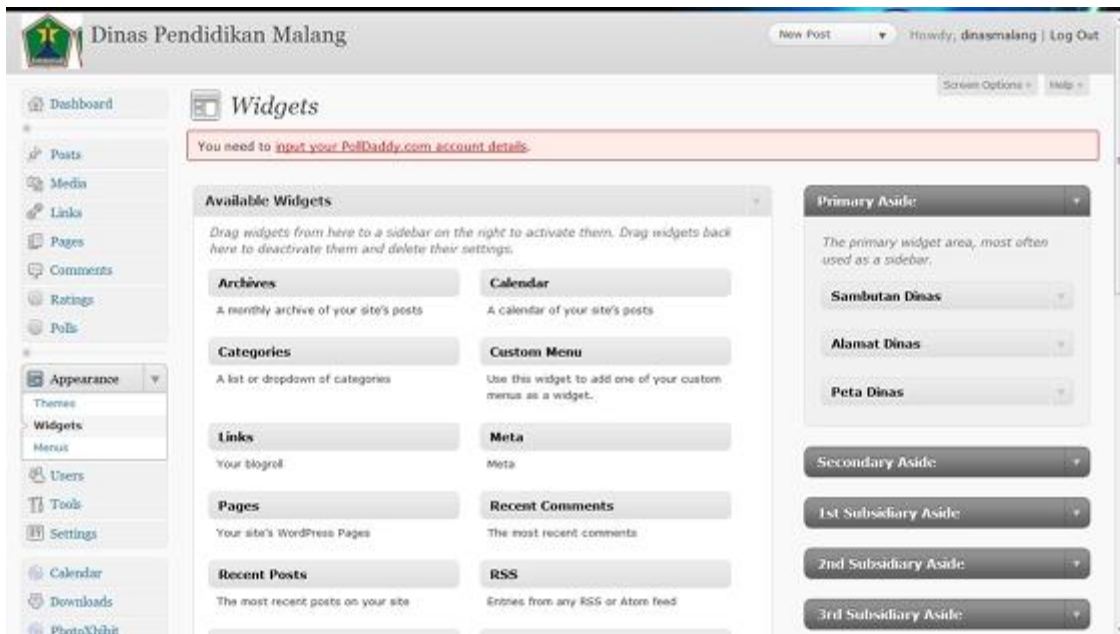 Dinas Pendidikan Malang
New Post
Howdy, dinasmalang | Log Out
Screen Options
Help
Dashboard
Posts
Media
Links
Pages
Comments
Ratings
Polls
Appearance
Themes
Widgets
Menus
Users
Tools
Settings
Calendar
Downloads
PhotoXhibit
Widgets
You need to input your PollDaddy.com account details.
Available Widgets
Drag widgets from here to a sidebar on the right to activate them. Drag widgets back
here to deactivate them and delete their settings.
Archives
A monthly archive of your site's posts
Calendar
A calendar of your site's posts
Categories
A list or dropdown of categories
Custom Menu
Use this widget to add one of your custom
menus as a widget.
Links
Your blogroll
Meta
Meta
Pages
Your site's WordPress Pages
Recent Comments
The most recent comments
Recent Posts
The most recent posts on your site
RSS
Entries from any RSS or Atom feed
Primary Aside
The primary widget area, most often
used as a sidebar.
Sambutan Dinas
Alamat Dinas
Peta Dinas
Secondary Aside
1st Subsidiary Aside
2nd Subsidiary Aside
3rd Subsidiary Aside